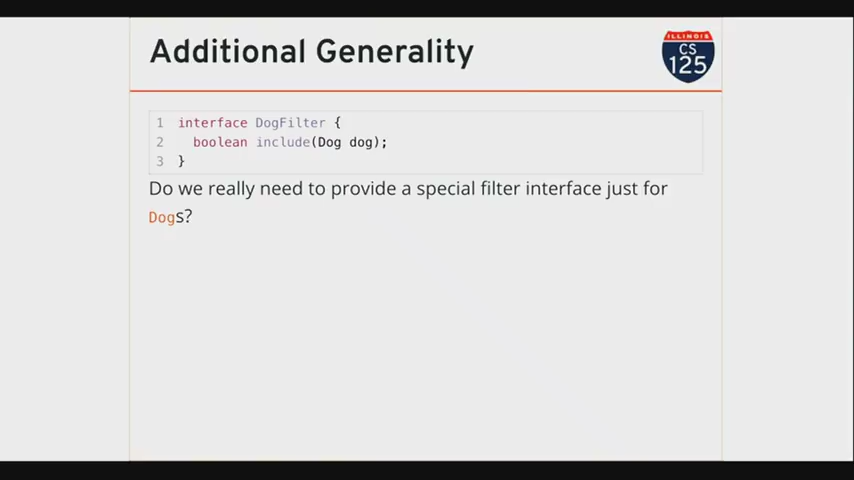 Additional Generality
ILLINOIS
CS
125
1 interface DogFilter {
2   boolean include(Dog dog);
3 }
Do we really need to provide a special filter interface just for
Dogs?